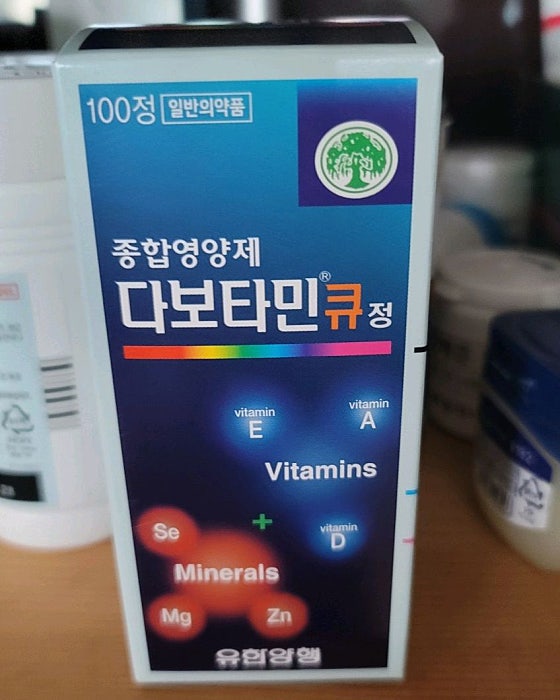 100정 일반의약품
종합영양제
다보타민®큐정
vitamin
E
vitamin
A
Vitamins
+
vitamin
D
Se
Minerals
Mg
Zn
유한양행